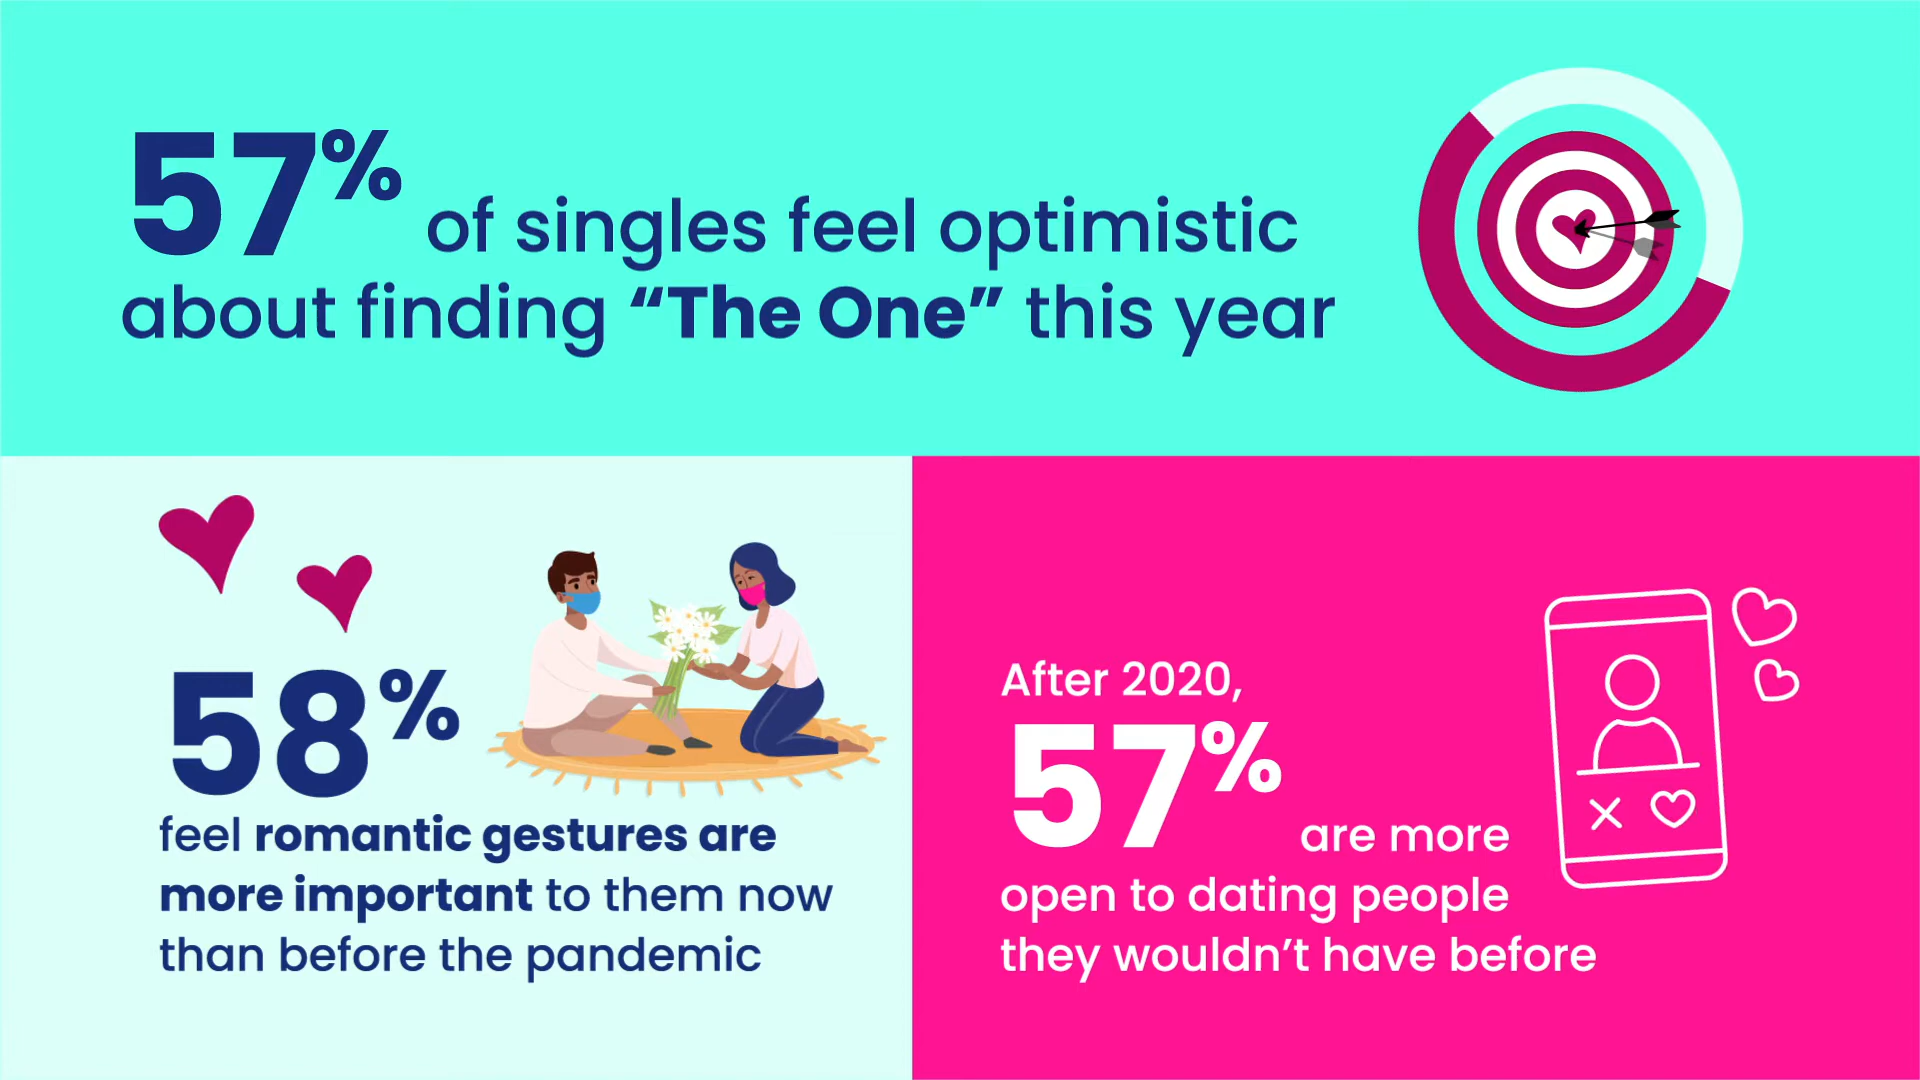 57% of singles feel optimistic
about finding “The One” this year
58%
feel romantic gestures are
more important to them now
than before the pandemic
After 2020,
57% are more
open to dating people
they wouldn’t have before